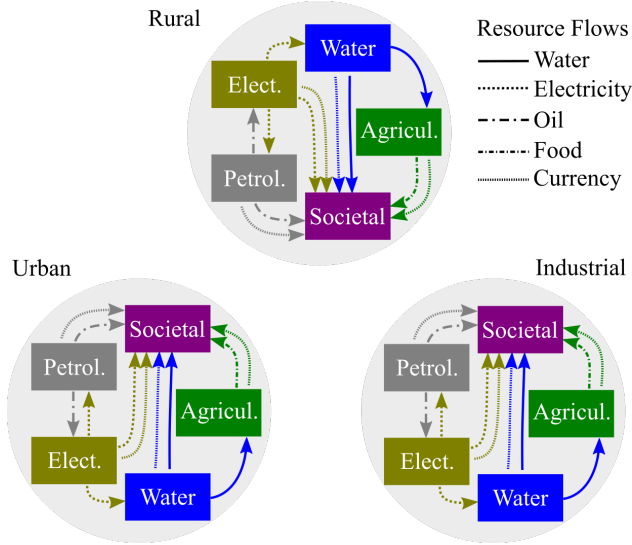 Rural
Water
Elect.
Agricul.
Petrol.
Societal
Resource Flows
Water
Electricity
Oil
Food
Currency
Urban
Societal
Petrol.
Agricul.
Elect.
Water
Industrial
Societal
Petrol.
Agricul.
Elect.
Water